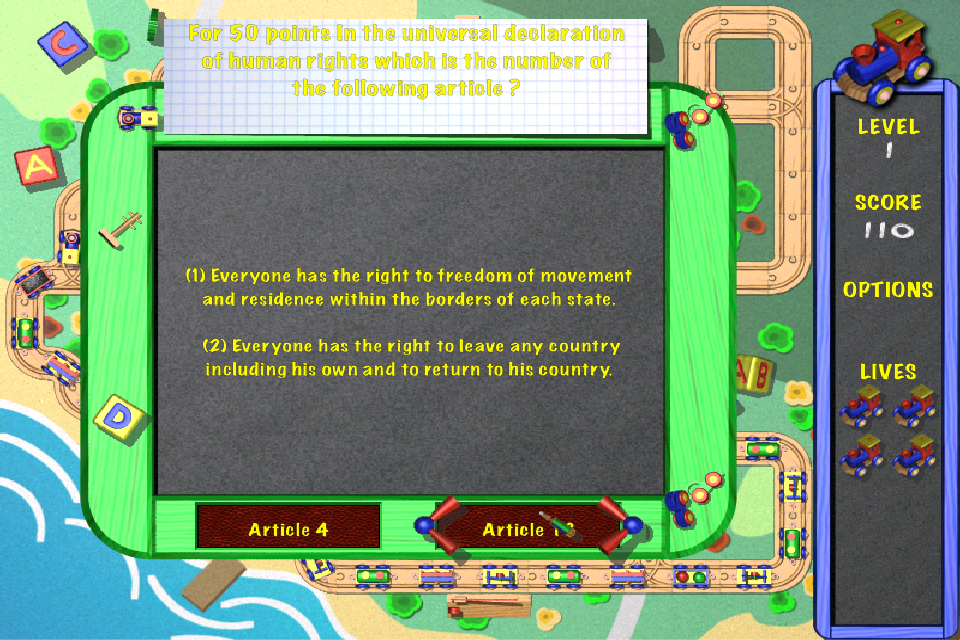 For 50 points in the universal declaration
of human rights which is the number of
the following article ?
LEVEL
1
SCORE
110
OPTIONS
LIVES
(1) Everyone has the right to freedom of movement
and residence within the borders of each state.
(2) Everyone has the right to leave any country
including his own and to return to his country.
Article 4
Article
C
A
D
A B